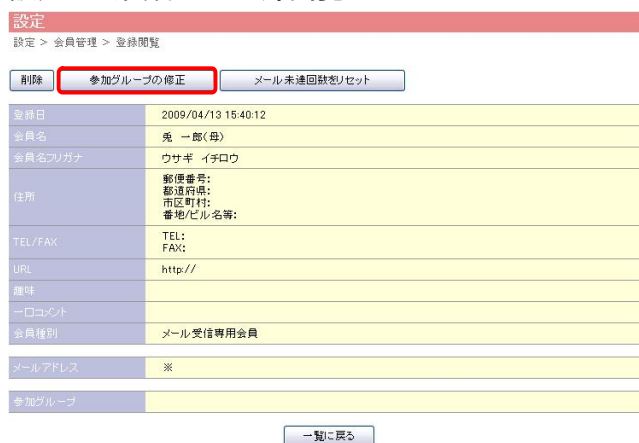 設定
設定 > 会員管理 > 登録閲覧
削除 参加グループの修正 メール未達回数をリセット
登録日 2009/04/13 15:40:12
会員名 兎 一郎(母)
会員名フリガナ ウサギ イチロウ
住所
郵便番号:
都道府県:
市区町村:
番地/ビル名等:
TEL/FAX
TEL:
FAX:
URL http://
趣味
一口コメント
会員種別 メール受信専用会員
メールアドレス ※
参加グループ
一覧に戻る